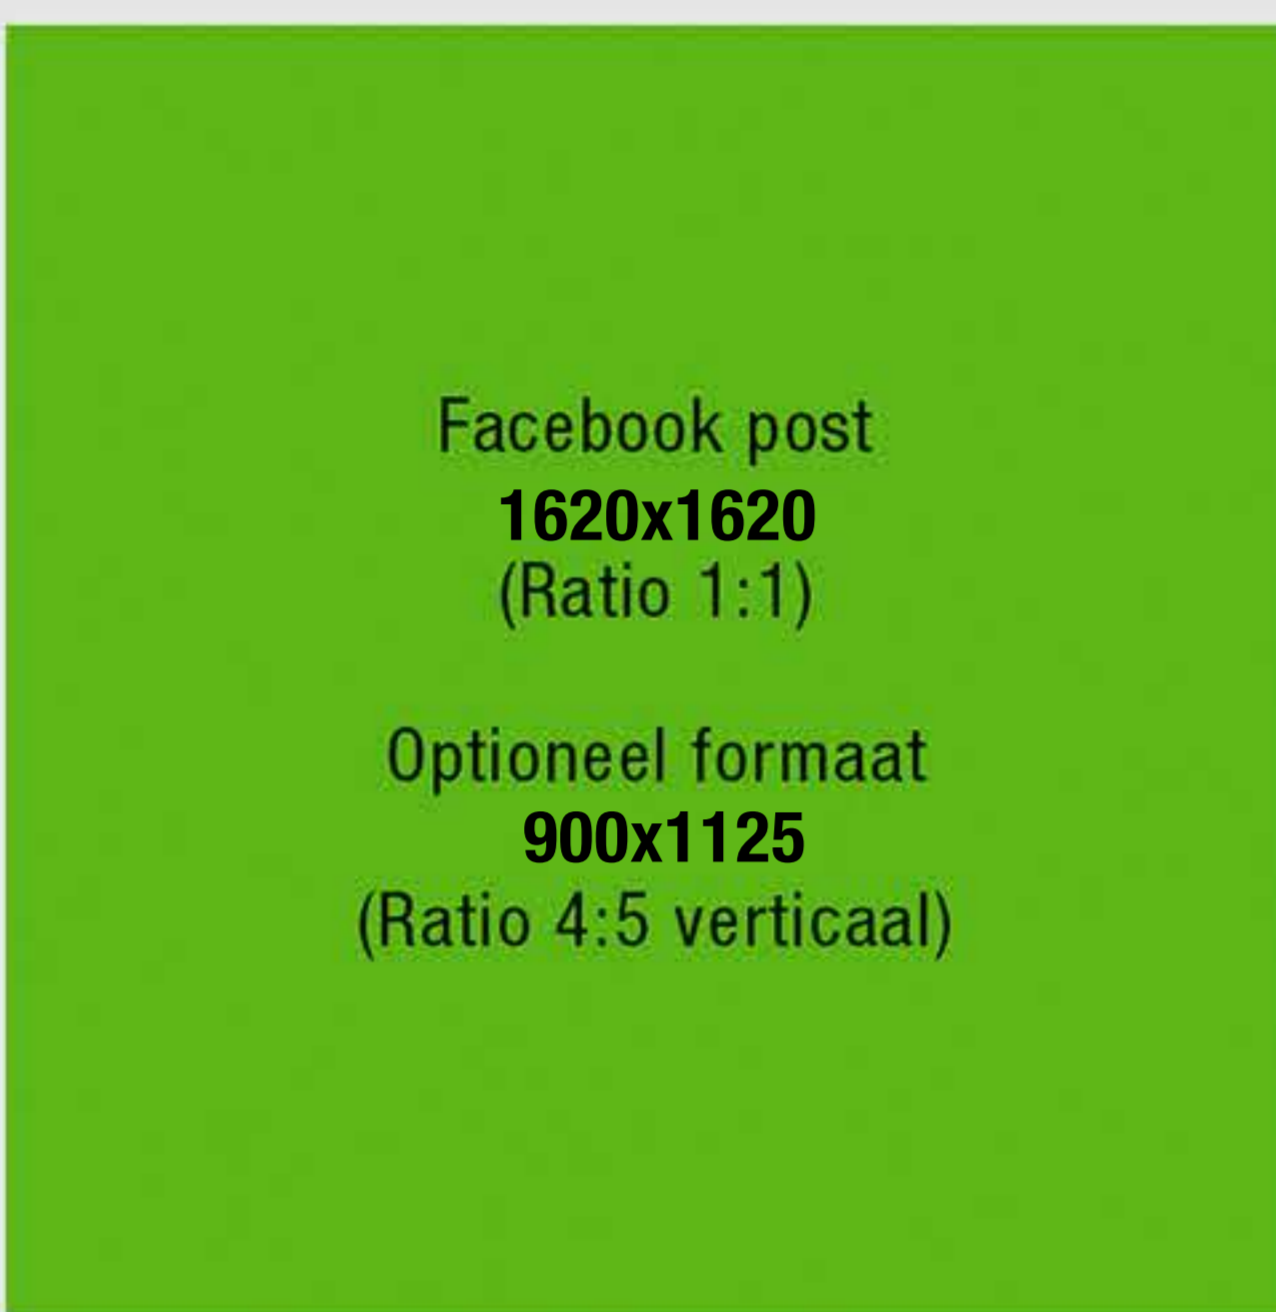 Facebook post
1620x1620
(Ratio 1:1)
Optioneel formaat
900x1125
(Ratio 4:5 verticaal)